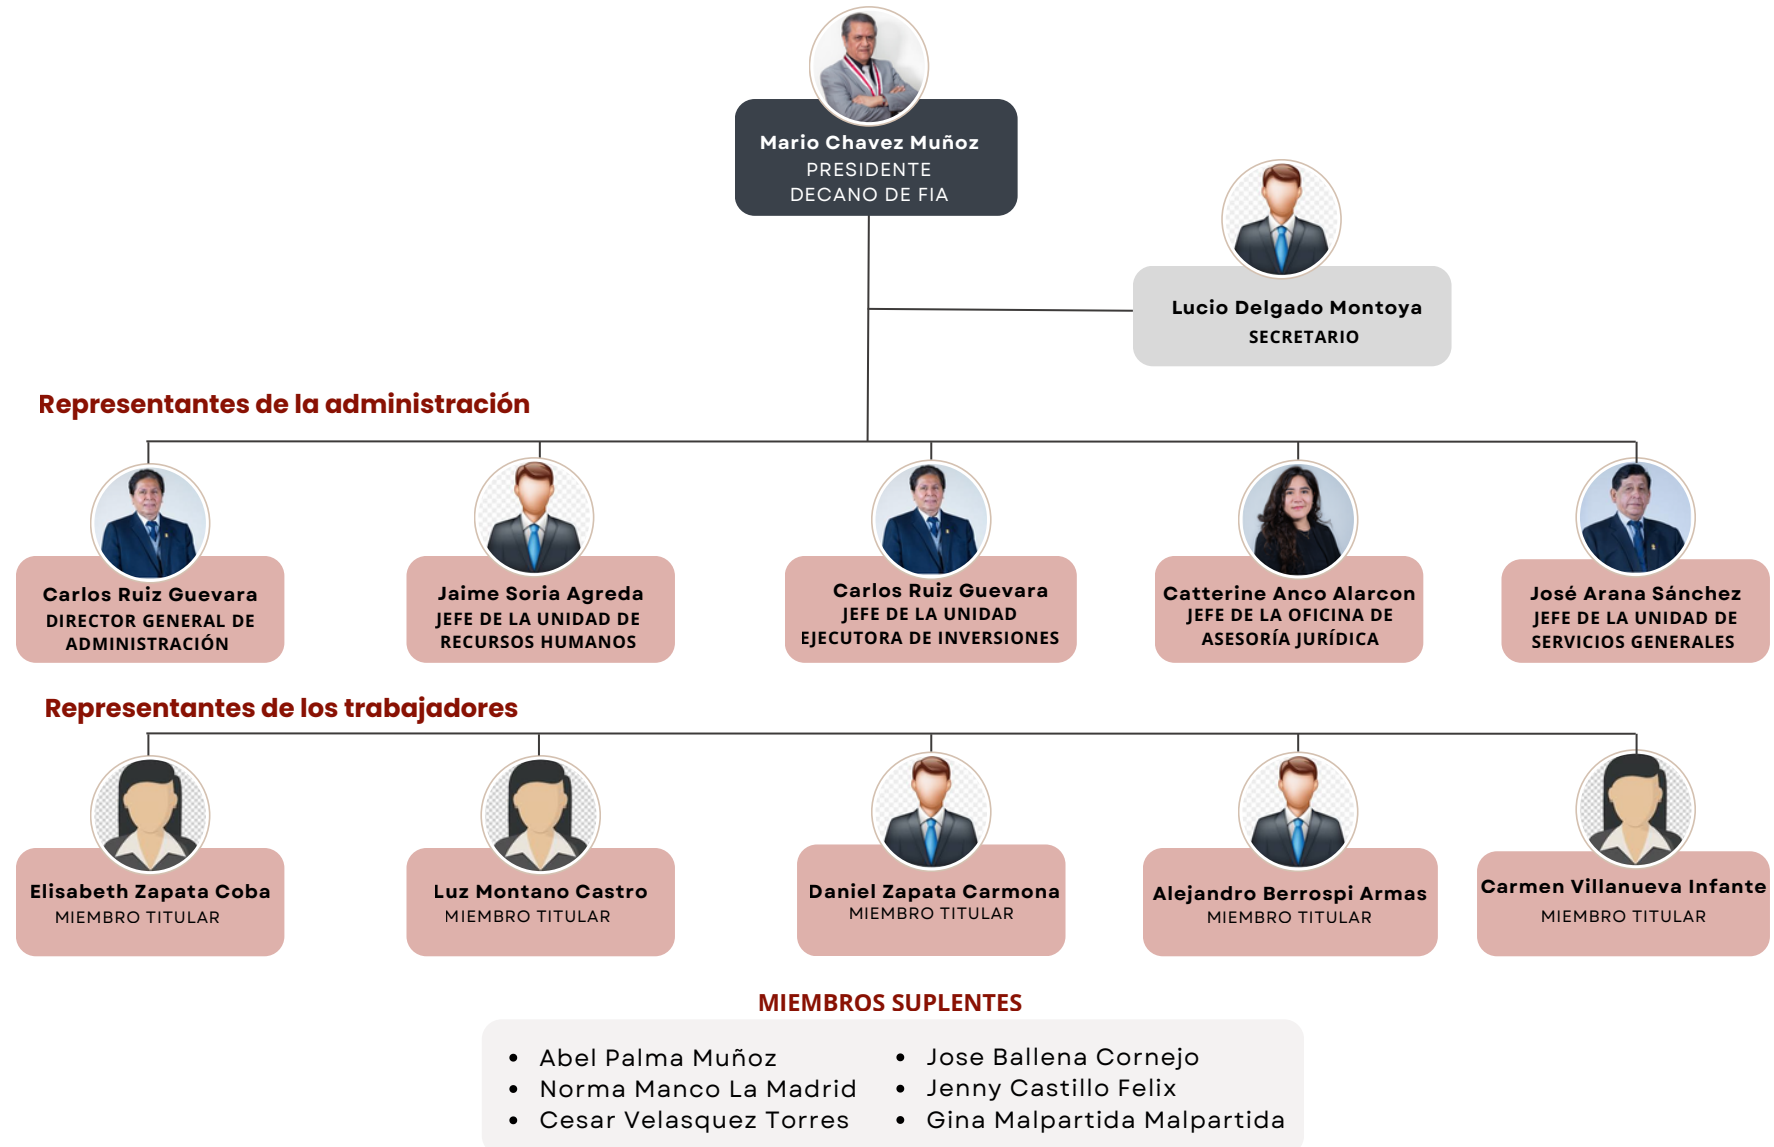 Mario Chavez Muñoz
PRESIDENTE
DECANO DE FIA
Lucio Delgado Montoya
SECRETARIO
Representantes de la administración
Carlos Ruiz Guevara
DIRECTOR GENERAL DE
ADMINISTRACIÓN
Jaime Soria Agreda
JEFE DE LA UNIDAD DE
RECURSOS HUMANOS
Carlos Ruiz Guevara
JEFE DE LA UNIDAD
EJECUTORA DE INVERSIONES
Catterine Anco Alarcon
JEFE DE LA OFICINA DE
ASESORÍA JURÍDICA
José Arana Sánchez
JEFE DE LA UNIDAD DE
SERVICIOS GENERALES
Representantes de los trabajadores
Elisabeth Zapata Coba
MIEMBRO TITULAR
Luz Montano Castro
MIEMBRO TITULAR
Daniel Zapata Carmona
MIEMBRO TITULAR
Alejandro Berrospi Armas
MIEMBRO TITULAR
Carmen Villanueva Infante
MIEMBRO TITULAR
MIEMBROS SUPLENTES
• Abel Palma Muñoz
• Norma Manco La Madrid
• Cesar Velasquez Torres
• Jose Ballena Cornejo
• Jenny Castillo Felix
• Gina Malpartida Malpartida